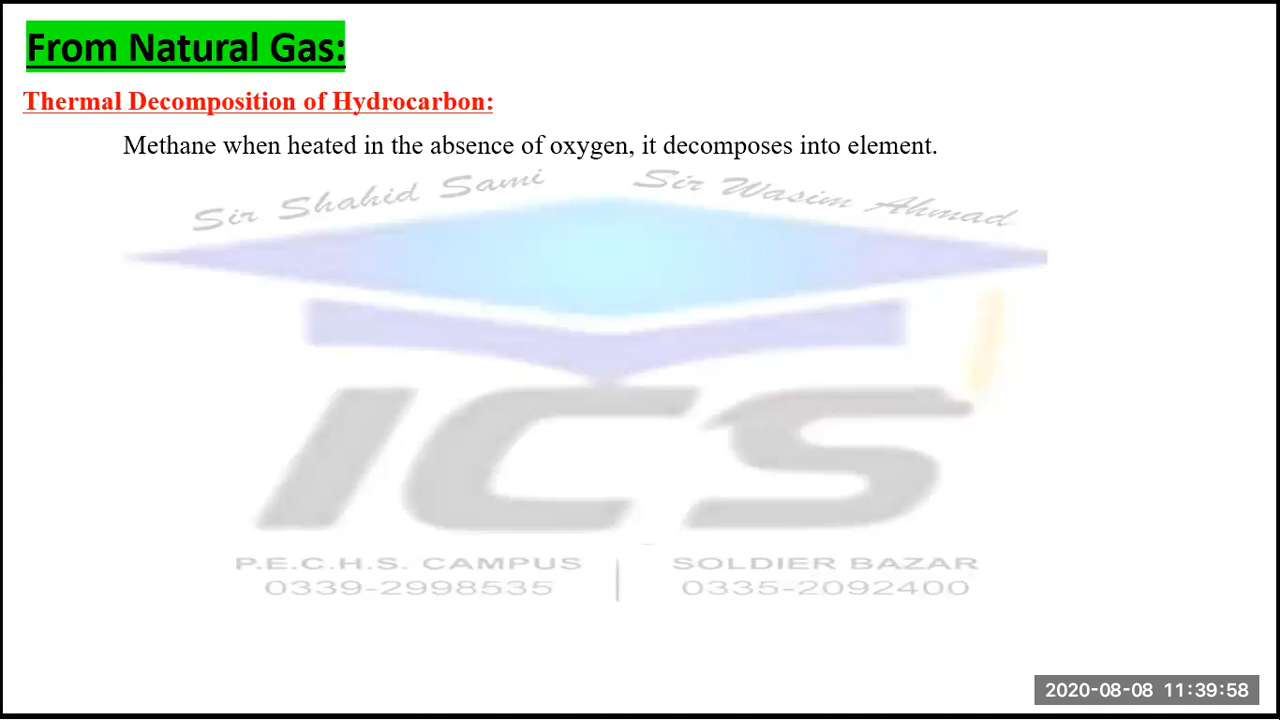 From Natural Gas:
Thermal Decomposition of Hydrocarbon:
Methane when heated in the absence of oxygen, it decomposes into element.
Sir Shahid Sami Sir Wasim Ahmad
ICS
P.E.C.H.S. CAMPUS | SOLDIER BAZAR
0339-2998535 0335-2092400
2020-08-08 11:39:58